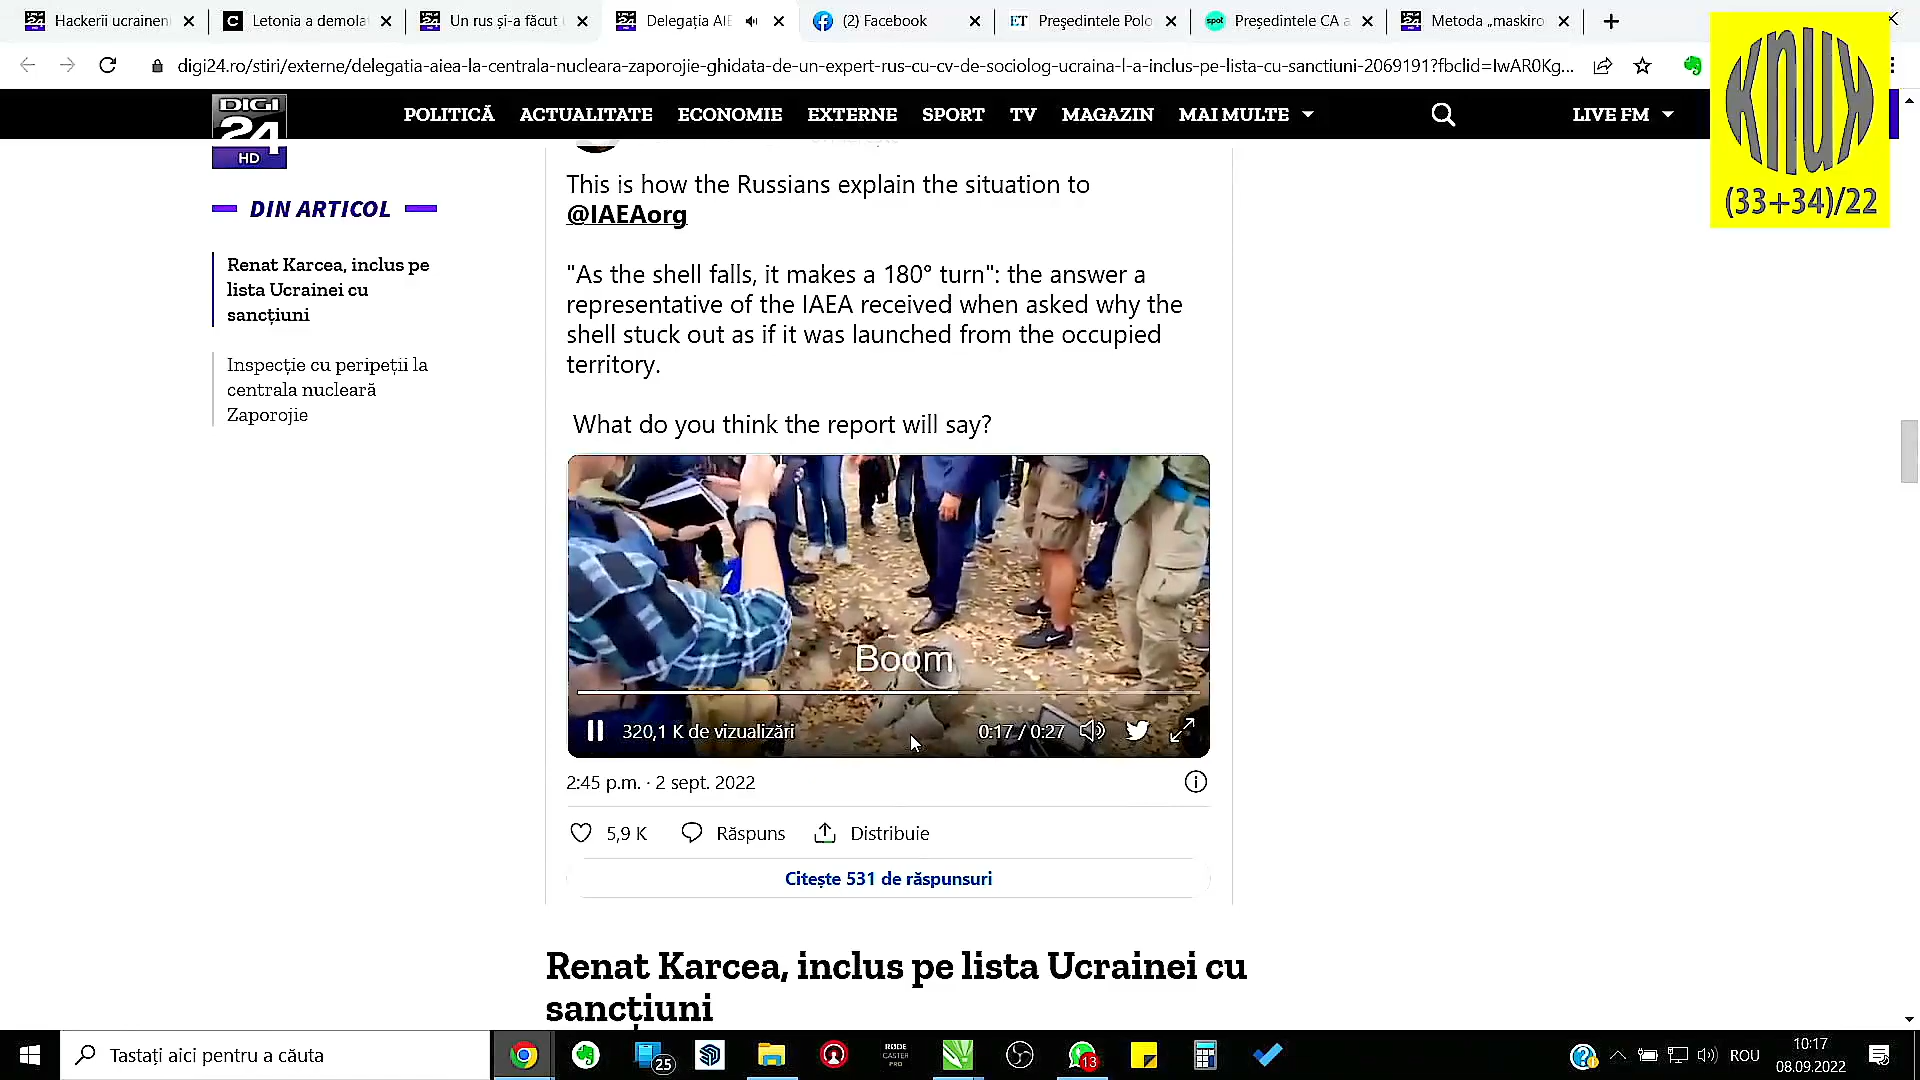 Hackerii ucrainen
Letonia a demola
Un rus și-a făcut
Delegația AIE
(2) Facebook
Președintele Polo
Președintele CA a
Metoda „maskiro
digi24.ro/stiri/externe/delegatia-aiea-la-centrala-nucleara-zaporojie-ghidata-de-un-expert-rus-cu-cv-de-sociolog-ucraina-l-a-inclus-pe-lista-cu-sanctiuni-2069191?fbclid=IwAR0Kg...
knuk
(33+34)/22
DIGI
24
HD
POLITICĂ ACTUALITATE ECONOMIE EXTERNE SPORT TV MAGAZIN MAI MULTE LIVE FM
DIN ARTICOL
Renat Karcea, inclus pe
lista Ucrainei cu
sancțiuni
Inspecție cu peripeții la
centrala nucleară
Zaporojie
This is how the Russians explain the situation to
@IAEAorg
"As the shell falls, it makes a 180° turn": the answer a
representative of the IAEA received when asked why the
shell stuck out as if it was launched from the occupied
territory.
What do you think the report will say?
Boom
320,1 K de vizualizări
0:17 / 0:27
2:45 p.m. · 2 sept. 2022
5,9 K Răspuns Distribuie
Citește 531 de răspunsuri
Renat Karcea, inclus pe lista Ucrainei cu
sancțiuni
Tastați aici pentru a căuta
25
RØDE
CASTER
PRO
13
ROU
10:17
08.09.2022